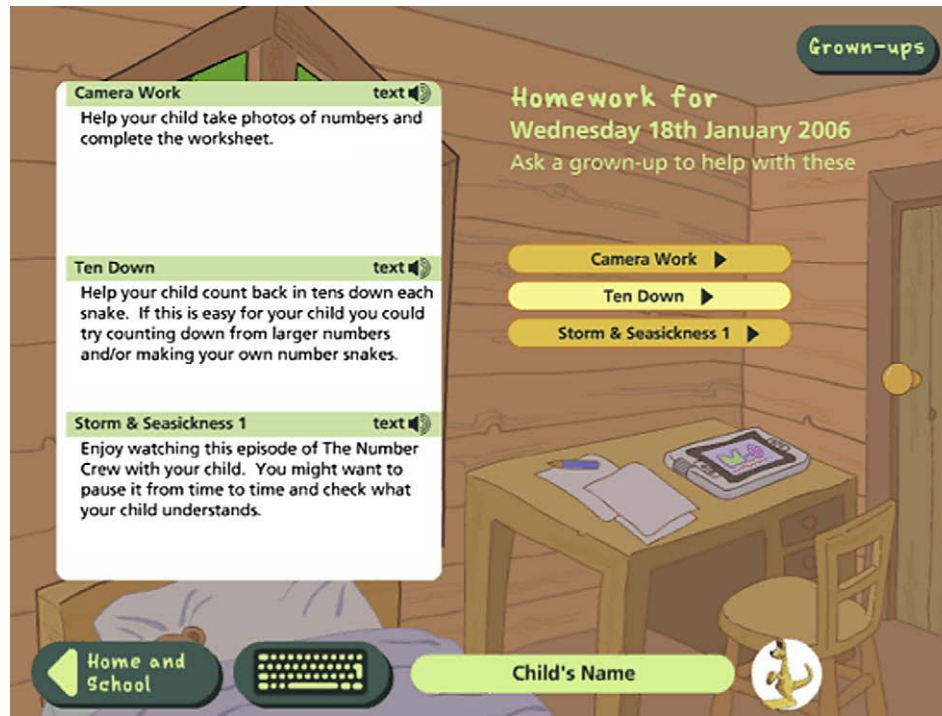 Grown-ups
Camera Work text
Help your child take photos of numbers and
complete the worksheet.
Ten Down text
Help your child count back in tens down each
snake. If this is easy for your child you could
try counting down from larger numbers
and/or making your own number snakes.
Storm & Seasickness 1 text
Enjoy watching this episode of The Number
Crew with your child. You might want to
pause it from time to time and check what
your child understands.
Homework for
Wednesday 18th January 2006
Ask a grown-up to help with these
Camera Work
Ten Down
Storm & Seasickness 1
Home and
School
Child's Name